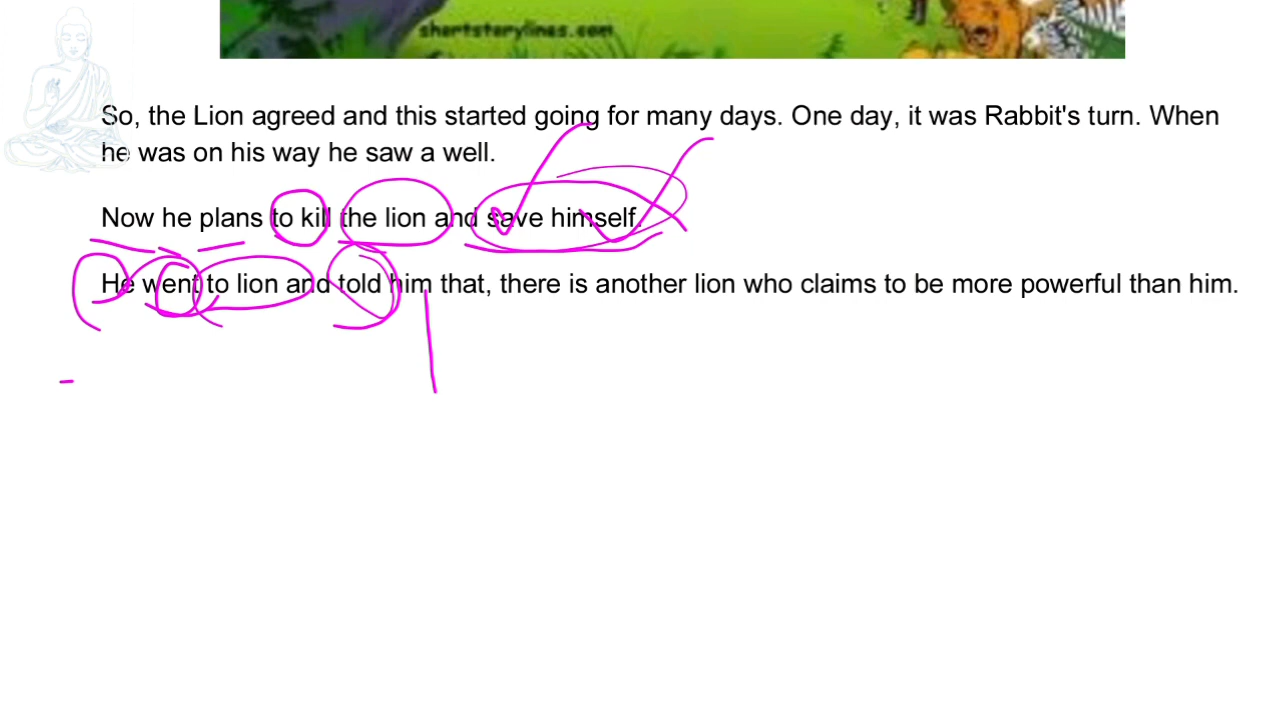 shortstorylines.com
So, the Lion agreed and this started going for many days. One day, it was Rabbit's turn. When
he was on his way he saw a well.
Now he plans to kill the lion and save himself.
He went to lion and told him that, there is another lion who claims to be more powerful than him.